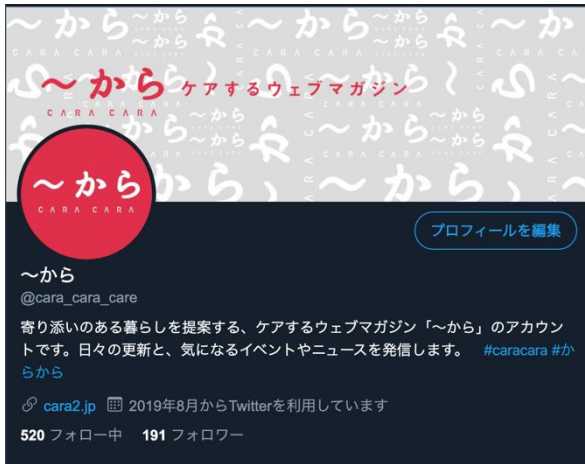 〜から ケアするウェブマガジン
CARA CARA
〜から
CARA CARA
プロフィールを編集
〜から
@cara_cara_care
寄り添いのある暮らしを提案する、ケアするウェブマガジン「〜から」のアカウン
トです。日々の更新と、気になるイベントやニュースを発信します。 #caracara #か
らから
cara2.jp 2019年8月からTwitterを利用しています
520 フォロー中 191 フォロワー